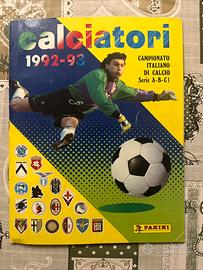 calciatori
1992-93
CAMPIONATO
ITALIANO
DI CALCIO
Serie A-B-C1
PANINI